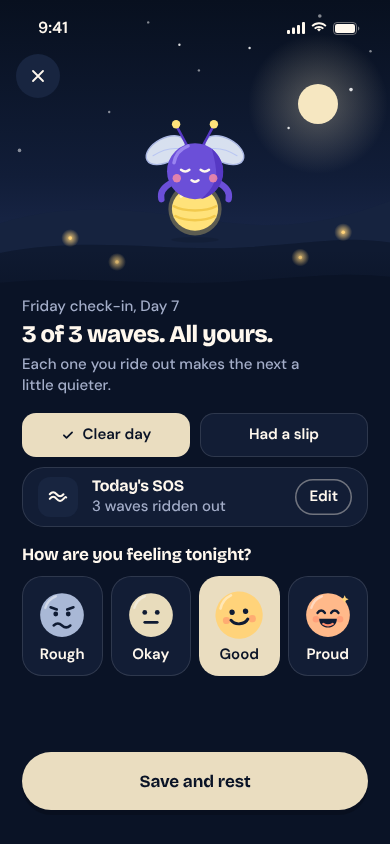 9:41
Friday check-in, Day 7
3 of 3 waves. All yours.
Each one you ride out makes the next a
little quieter.
Clear day
Had a slip
Today's SOS
3 waves ridden out
Edit
How are you feeling tonight?
Rough
Okay
Good
Proud
Save and rest